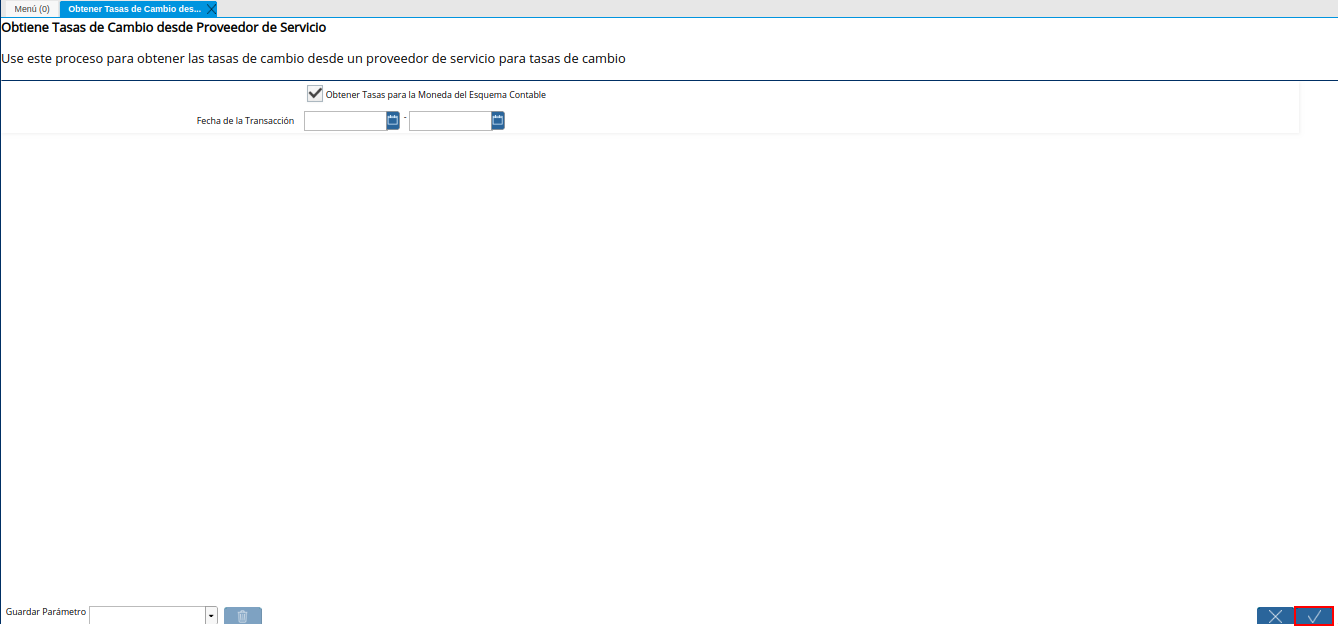 Menú (0) Obtener Tasas de Cambio des...
Obtiene Tasas de Cambio desde Proveedor de Servicio
Use este proceso para obtener las tasas de cambio desde un proveedor de servicio para tasas de cambio
Obtener Tasas para la Moneda del Esquema Contable
Fecha de la Transacción -
Guardar Parámetro